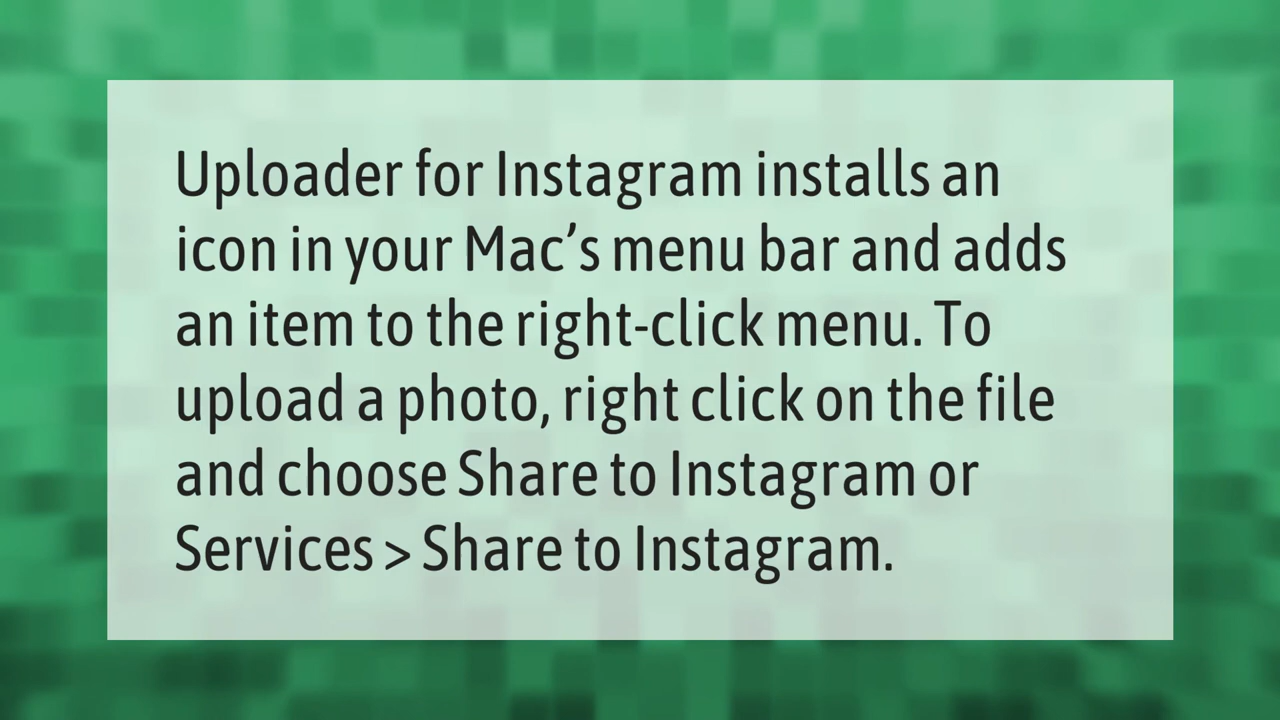 Uploader for Instagram installs an
icon in your Mac’s menu bar and adds
an item to the right-click menu. To
upload a photo, right click on the file
and choose Share to Instagram or
Services > Share to Instagram.